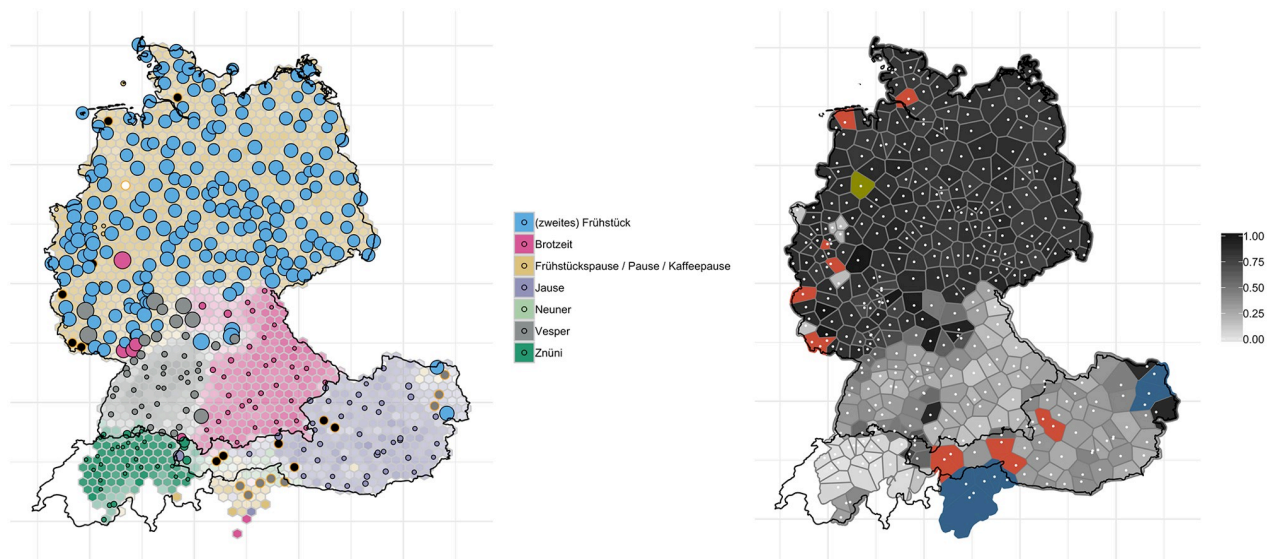 (zweites) Frühstück
Brotzeit
Frühstückspause / Pause / Kaffeepause
Jause
Neuner
Vesper
Znüni
1.00
0.75
0.50
0.25
0.00